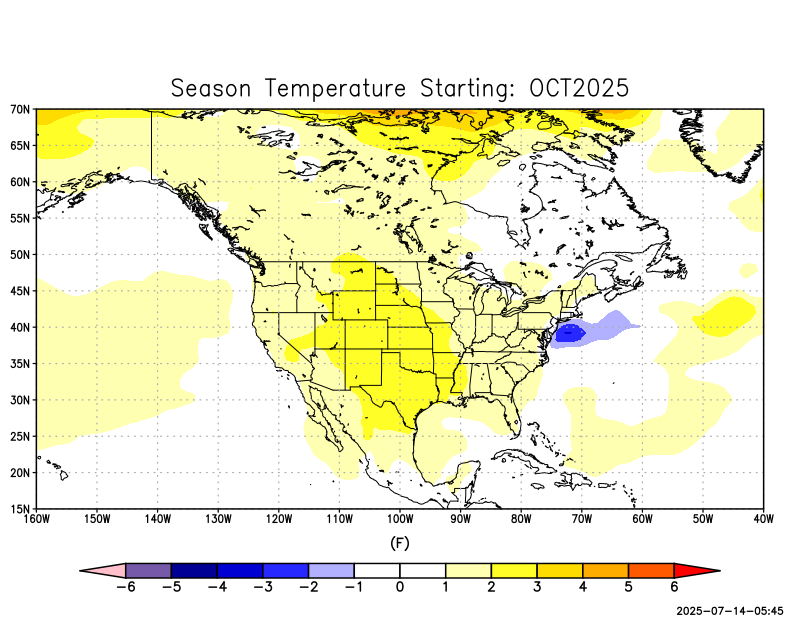 Season Temperature Starting: OCT2025
70N
65N
60N
55N
50N
45N
40N
35N
30N
25N
20N
15N
160W 150W 140W 130W 120W 110W 100W 90W 80W 70W 60W 50W 40W
(F)
-6 -5 -4 -3 -2 -1 0 1 2 3 4 5 6
2025-07-14-05:45